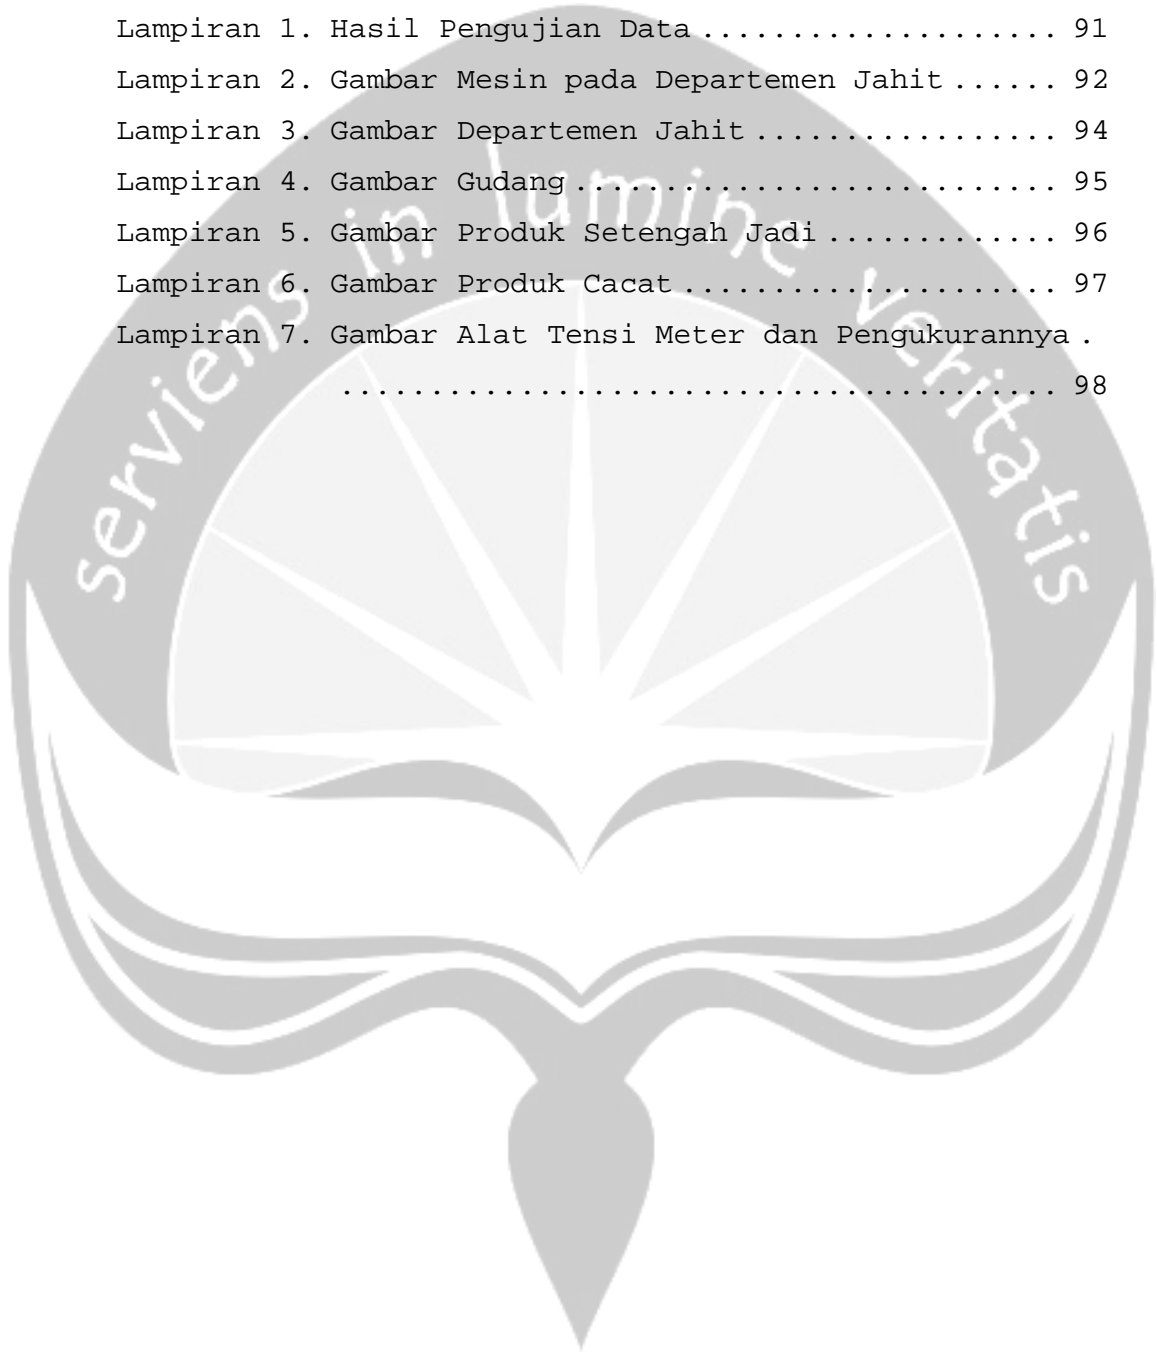 Lampiran 1. Hasil Pengujian Data .................... 91
Lampiran 2. Gambar Mesin pada Departemen Jahit ...... 92
Lampiran 3. Gambar Departemen Jahit ................. 94
Lampiran 4. Gambar Gudang ........................... 95
Lampiran 5. Gambar Produk Setengah Jadi ............. 96
Lampiran 6. Gambar Produk Cacat ..................... 97
Lampiran 7. Gambar Alat Tensi Meter dan Pengukurannya .
........................................ 98
serviens in lumine veritatis